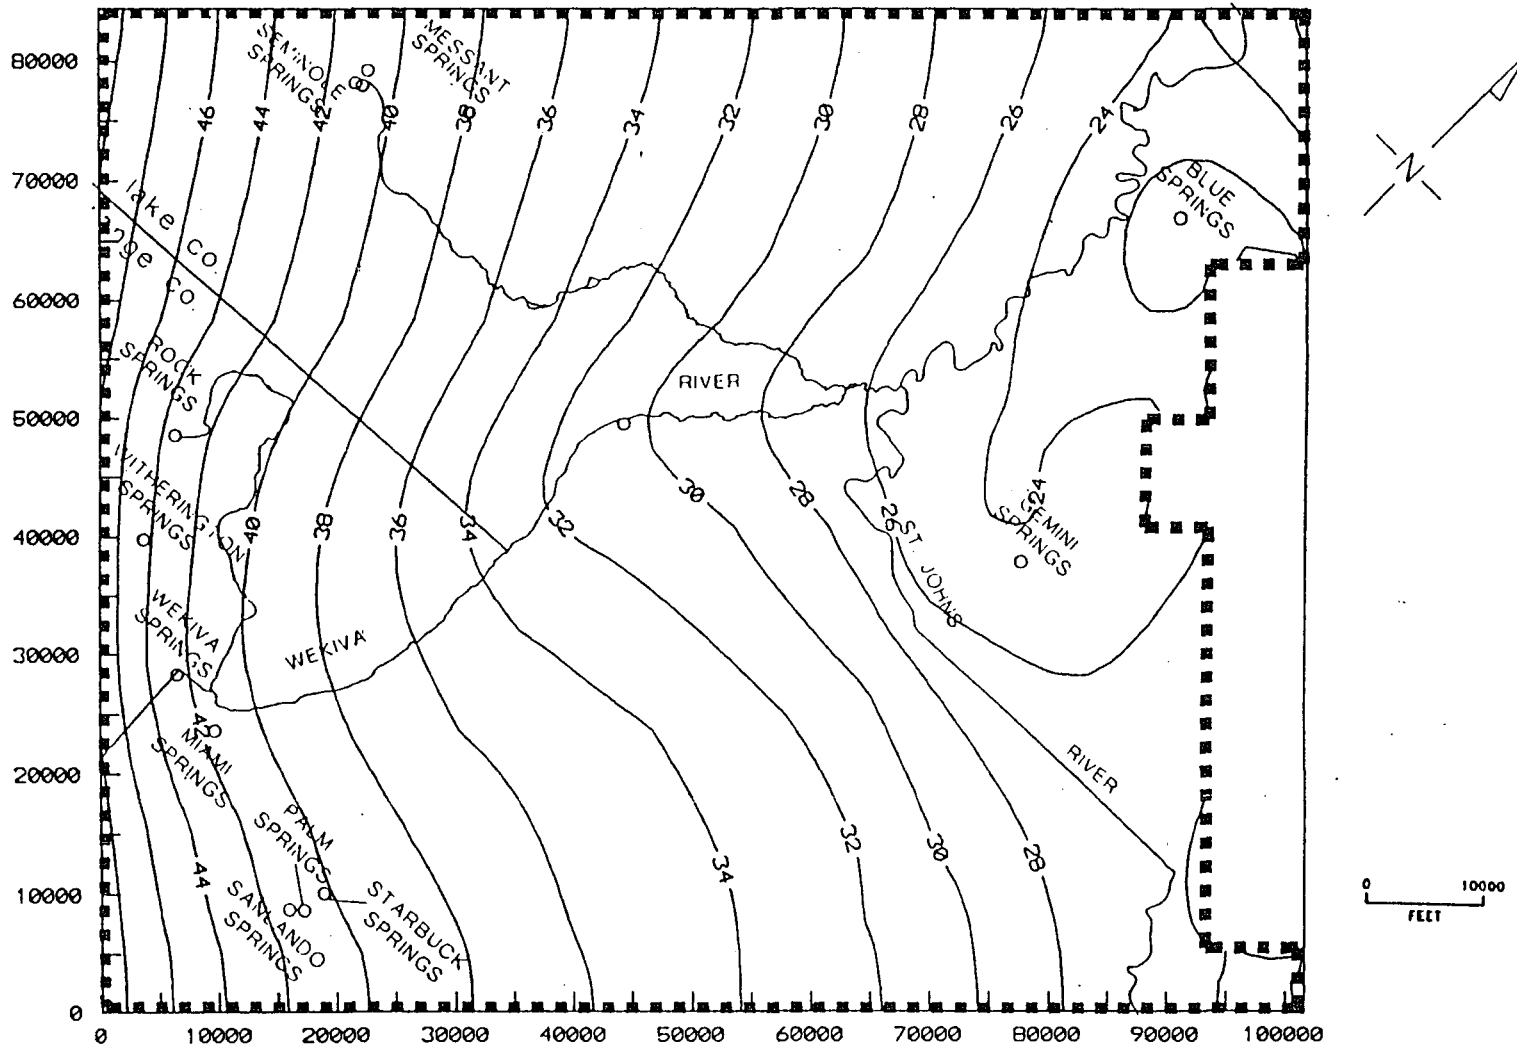 80000
70000
60000
50000
40000
30000
20000
10000
0
0 10000 20000 30000 40000 50000 60000 70000 80000 90000 100000
SEMINOLE
SPRINGS
MESSANT
SPRINGS
46 44 42 40 38 36 34 32 30 28 26 24
BLUE
SPRINGS
N
lake CO
nge CO.
ROCK
SPRINGS
RIVER
WITHERINGTON
SPRINGS
40 38 36 34 32 30 28 26 24
GEMINI
SPRINGS
ST. JOHNS
WEKIVA
SPRINGS
WEKIVA
42
MIAMI
SPRINGS
RIVER
PALM
SPRINGS
44 34 32 30 28
SANLANDO
SPRINGS
STARBUCK
SPRINGS
0 10000
FEET